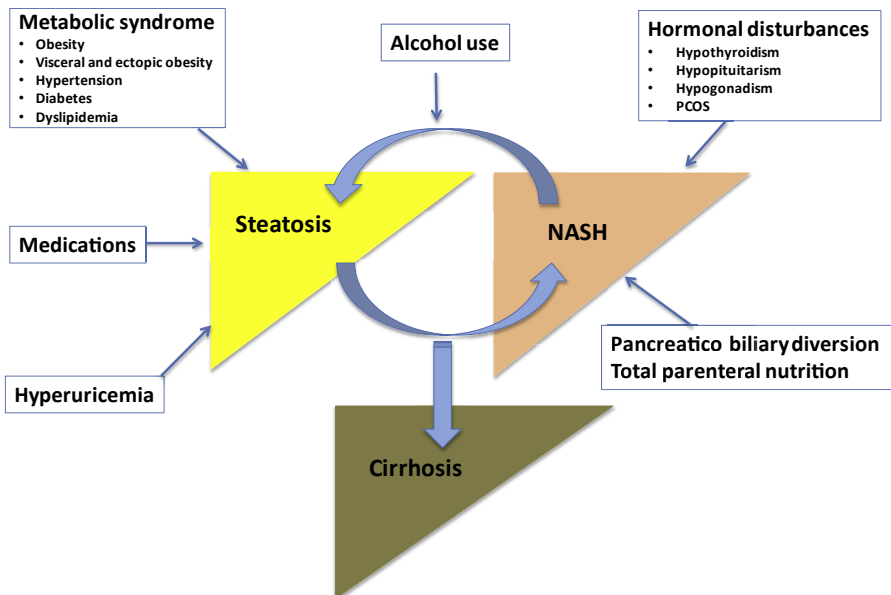 Metabolic syndrome
• Obesity
• Visceral and ectopic obesity
• Hypertension
• Diabetes
• Dyslipidemia
Alcohol use
Hormonal disturbances
• Hypothyroidism
• Hypopituitarism
• Hypogonadism
• PCOS
Steatosis
NASH
Medications
Hyperuricemia
Pancreatico biliary diversion
Total parenteral nutrition
Cirrhosis